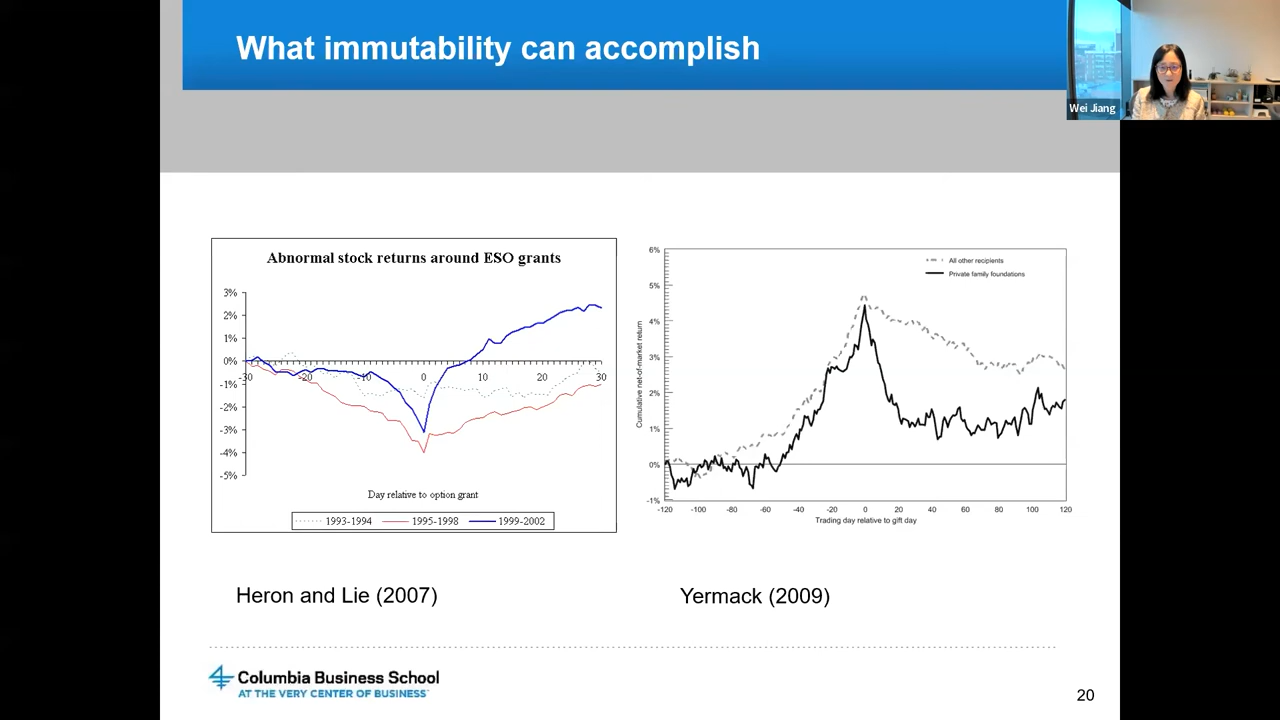 What immutability can accomplish
Wei Jiang
Abnormal stock returns around ESO grants
3%
2%
1%
0%
-1%
-2%
-3%
-4%
-5%
-30 -20 -10 0 10 20 30
Day relative to option grant
1993-1994 1995-1998 1999-2002
6%
5%
4%
3%
2%
1%
0%
-1%
Cumulative net-of-market return
All other recipients
Private family foundations
-120 -100 -80 -60 -40 -20 0 20 40 60 80 100 120
Trading day relative to gift day
Heron and Lie (2007)
Yermack (2009)
Columbia Business School
AT THE VERY CENTER OF BUSINESS™
20